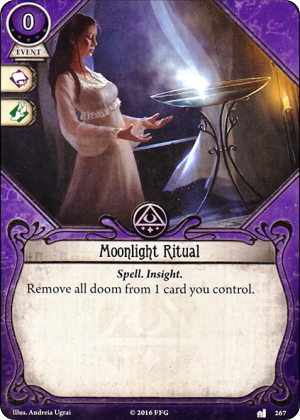 0
EVENT
Moonlight Ritual
Spell. Insight.
Remove all doom from 1 card you control.
Illus. Andreia Ugrai
© 2016 FFG
267